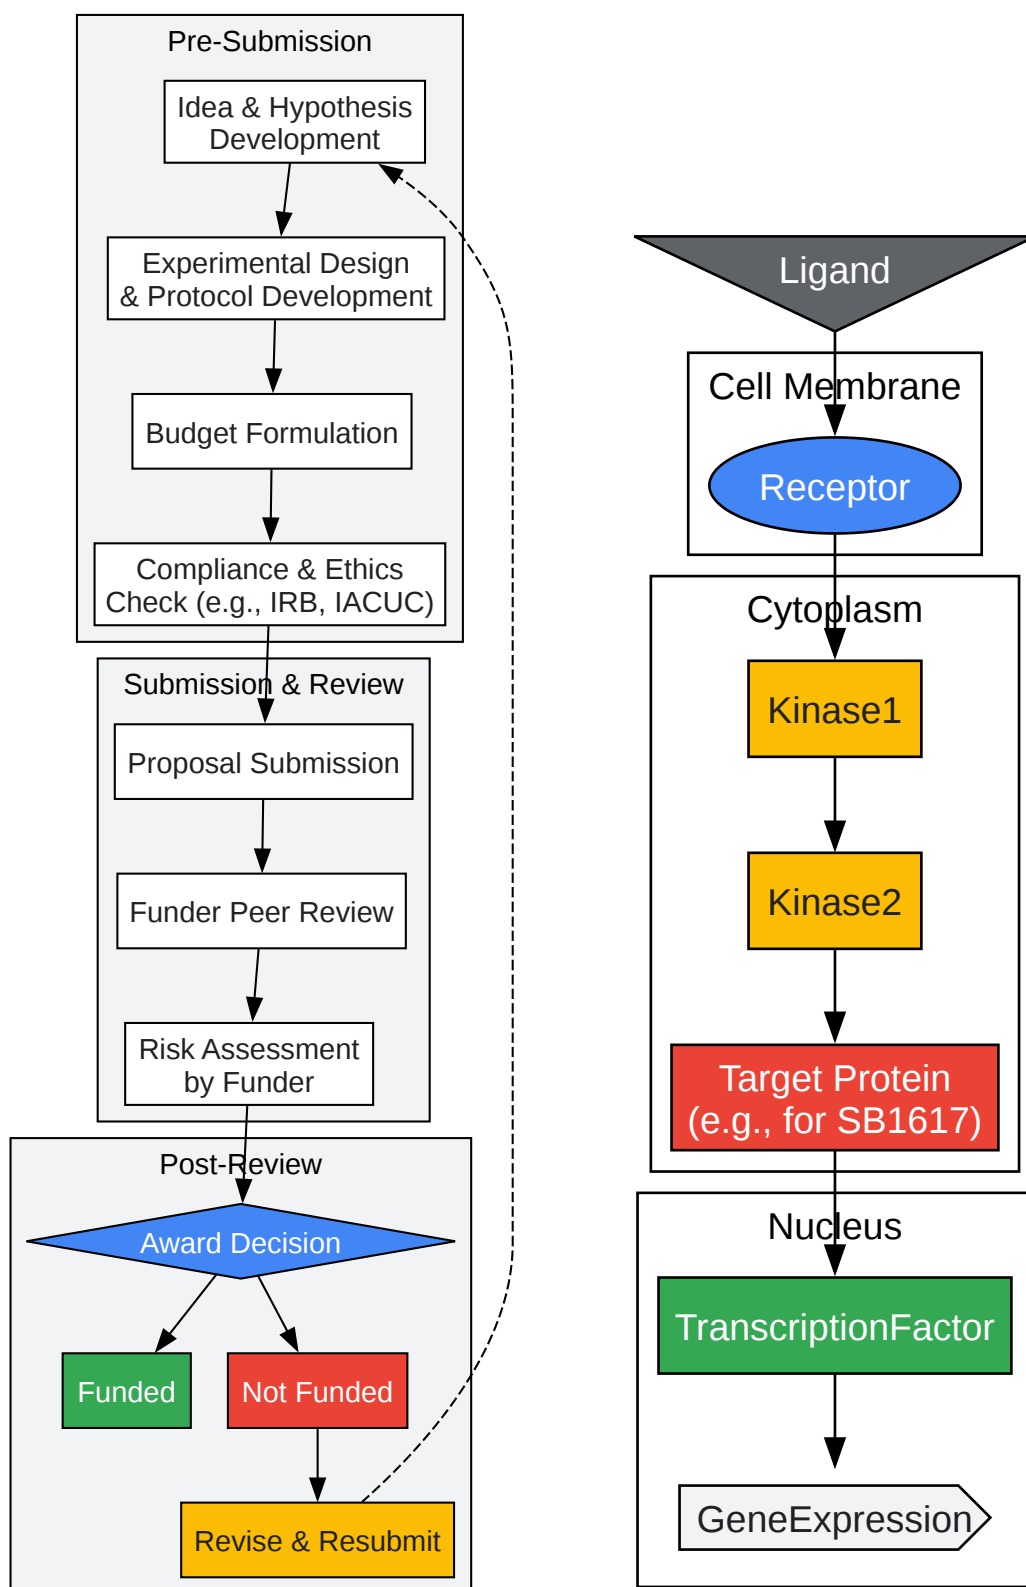 Pre-Submission
Idea & Hypothesis
Development
Experimental Design
& Protocol Development
Budget Formulation
Compliance & Ethics
Check (e.g., IRB, IACUC)
Submission & Review
Proposal Submission
Funder Peer Review
Risk Assessment
by Funder
Post-Review
Award Decision
Funded
Not Funded
Revise & Resubmit
Ligand
Cell Membrane
Receptor
Cytoplasm
Kinase1
Kinase2
Target Protein
(e.g., for SB1617)
Nucleus
TranscriptionFactor
GeneExpression